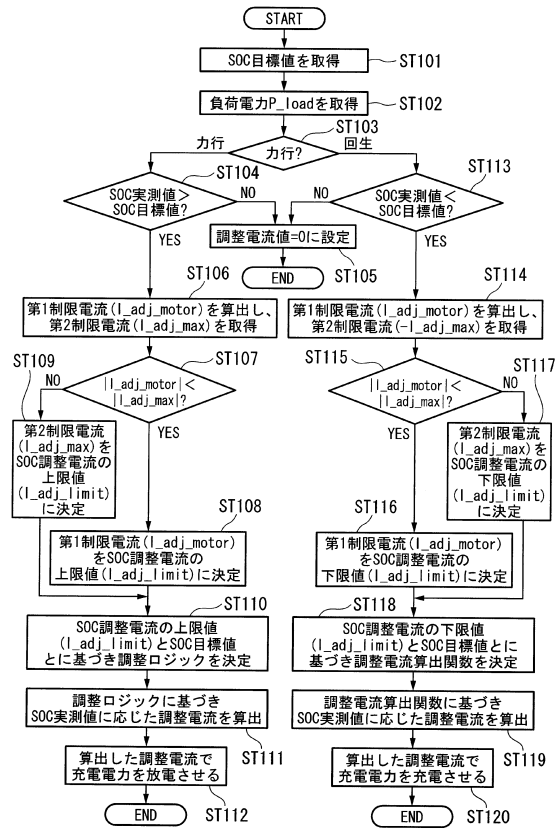 START
SOC目標値を取得
ST101
負荷電力P_loadを取得
ST102
ST103
力行?
力行
回生
ST104
SOC実測値>
SOC目標値?
NO
YES
ST113
SOC実測値<
SOC目標値?
NO
YES
調整電流値=0に設定
ST105
END
ST106
第1制限電流(I_adj_motor)を算出し、
第2制限電流(I_adj_max)を取得
ST114
第1制限電流(I_adj_motor)を算出し、
第2制限電流(-I_adj_max)を取得
ST107
|I_adj_motor|<
|I_adj_max|?
NO
YES
ST109
第2制限電流
(I_adj_max)を
SOC調整電流の
上限値
(I_adj_limit)
に決定
ST115
|I_adj_motor|<
|I_adj_max|?
NO
YES
ST117
第2制限電流
(I_adj_max)を
SOC調整電流の
下限値
(I_adj_limit)
に決定
ST108
第1制限電流(I_adj_motor)
をSOC調整電流の
上限値(I_adj_limit)に決定
ST116
第1制限電流(I_adj_motor)
をSOC調整電流の
下限値(I_adj_limit)に決定
ST110
SOC調整電流の上限値
(I_adj_limit)とSOC目標値
とに基づき調整ロジックを決定
ST118
SOC調整電流の下限値
(I_adj_limit)とSOC目標値とに
基づき調整電流算出関数を決定
調整ロジックに基づき
SOC実測値に応じた調整電流を算出
ST111
調整電流算出関数に基づき
SOC実測値に応じた調整電流を算出
ST119
算出した調整電流で
充電電力を放電させる
ST112
算出した調整電流で
充電電力を充電させる
ST120
END
END